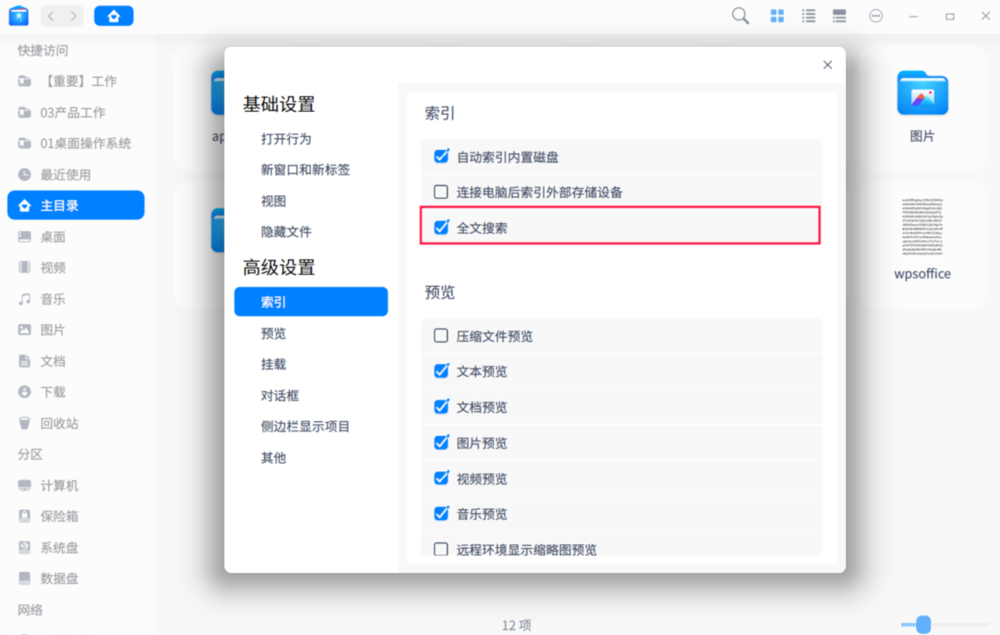 快捷访问
【重要】工作
03产品工作
01桌面操作系统
最近使用
主目录
桌面
视频
音乐
图片
文档
下载
回收站
分区
计算机
保险箱
系统盘
数据盘
网络
ap
基础设置
打开行为
新窗口和新标签
视图
隐藏文件
高级设置
索引
预览
挂载
对话框
侧边栏显示项目
其他
索引
自动索引内置磁盘
连接电脑后索引外部存储设备
全文搜索
预览
压缩文件预览
文本预览
文档预览
图片预览
视频预览
音乐预览
远程环境显示缩略图预览
图片
wpsoffice
12 项